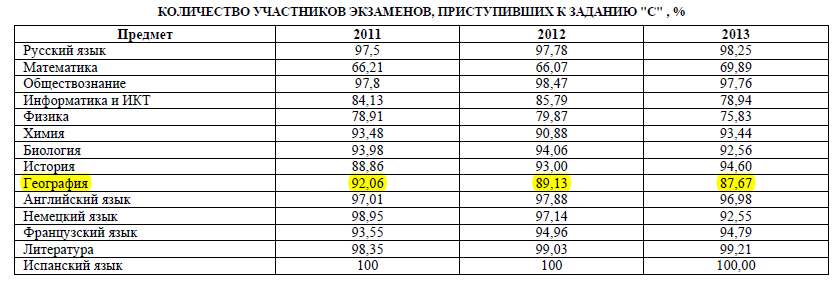 КОЛИЧЕСТВО УЧАСТНИКОВ ЭКЗАМЕНОВ, ПРИСТУПИВШИХ К ЗАДАНИЮ "С" , %
Предмет 2011 2012 2013
Русский язык 97,5 97,78 98,25
Математика 66,21 66,07 69,89
Обществознание 97,8 98,47 97,76
Информатика и ИКТ 84,13 85,79 78,94
Физика 78,91 79,87 75,83
Химия 93,48 90,88 93,44
Биология 93,98 94,06 92,56
История 88,86 93,00 94,60
География 92,06 89,13 87,67
Английский язык 97,01 97,88 96,98
Немецкий язык 98,95 97,14 92,55
Французский язык 93,55 94,96 94,79
Литература 98,35 99,03 99,21
Испанский язык 100 100 100,00